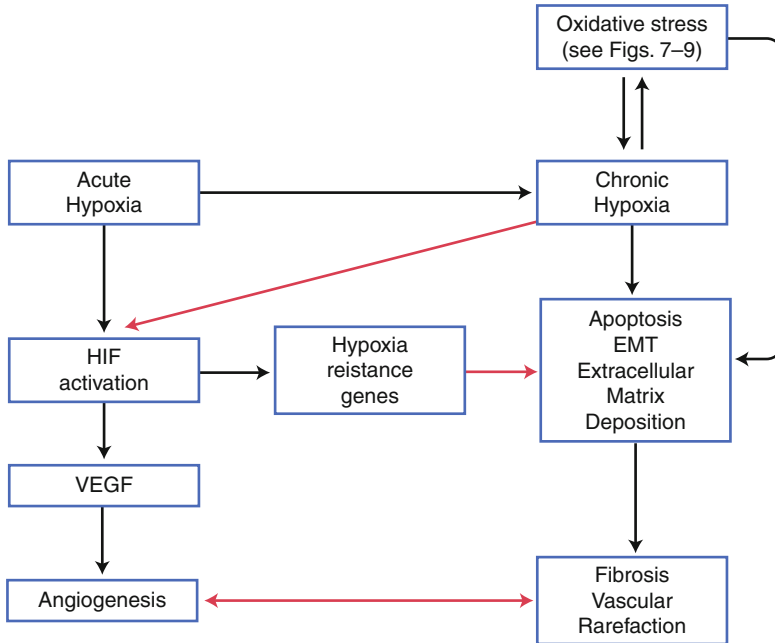 Oxidative stress
(see Figs. 7–9)
Acute
Hypoxia
Chronic
Hypoxia
HIF
activation
Hypoxia
reistance
genes
Apoptosis
EMT
Extracellular
Matrix
Deposition
VEGF
Angiogenesis
Fibrosis
Vascular
Rarefaction